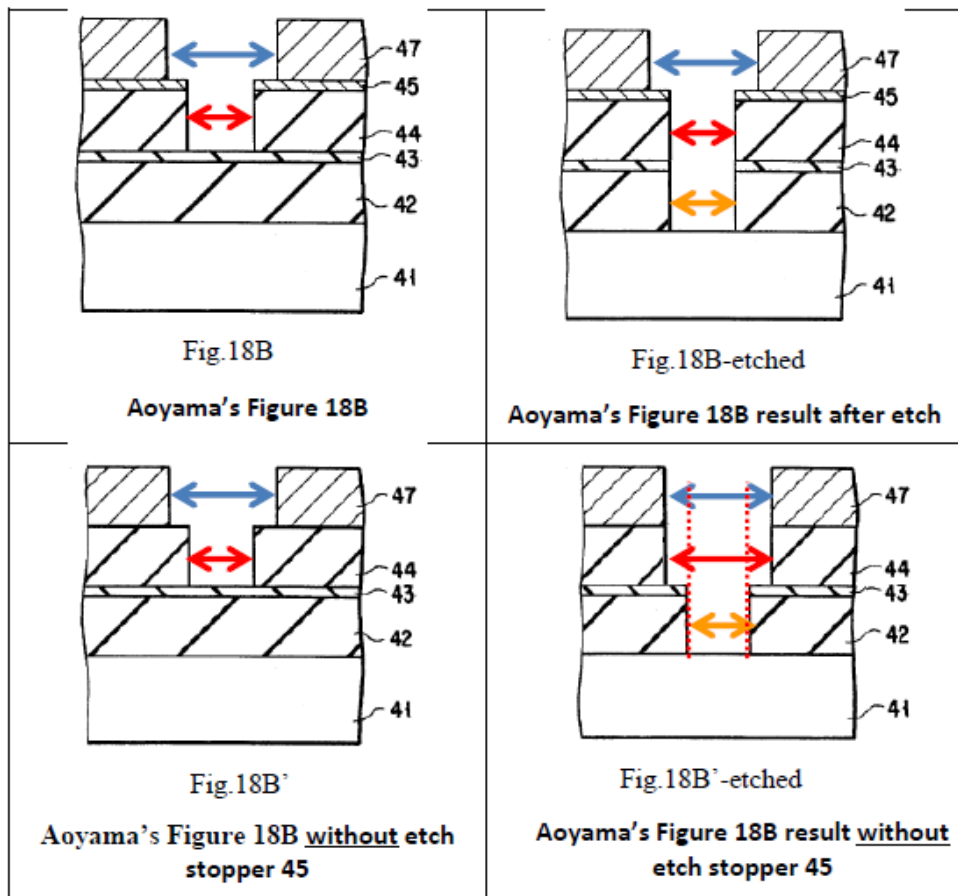 47
45
44
43
42
41
Fig.18B
Aoyama's Figure 18B
47
45
44
43
42
41
Fig.18B-etched
Aoyama's Figure 18B result after etch
47
44
43
42
41
Fig.18B'
Aoyama's Figure 18B without etch
stopper 45
47
44
43
42
41
Fig.18B`-etched
Aoyama's Figure 18B result without
etch stopper 45